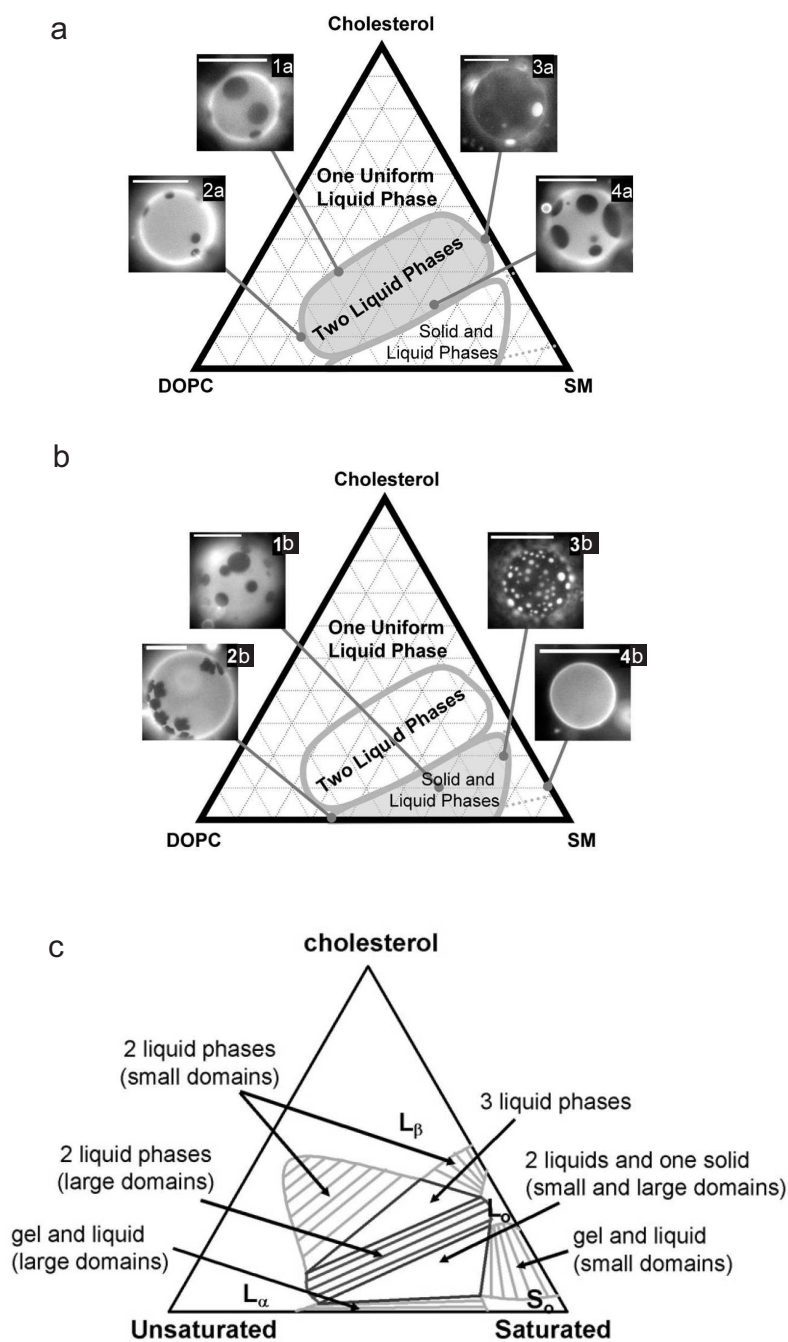 a
Cholesterol
1a
3a
One Uniform
Liquid Phase
2a
4a
Two Liquid Phases
Solid and
Liquid Phases
DOPC
SM
b
Cholesterol
1b
3b
One Uniform
Liquid Phase
2b
4b
Two Liquid Phases
Solid and
Liquid Phases
DOPC
SM
c
cholesterol
2 liquid phases
(small domains)
3 liquid phases
Lβ
2 liquid phases
(large domains)
2 liquids and one solid
(small and large domains)
Lo
gel and liquid
(large domains)
gel and liquid
(small domains)
Lα
So
Unsaturated
Saturated